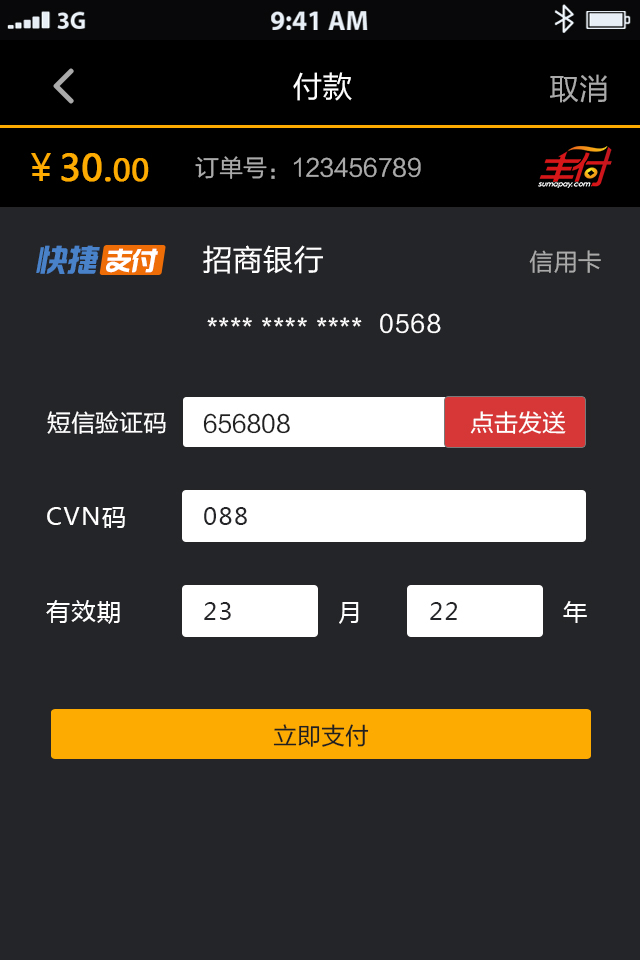 3G 9:41 AM
付款 取消
¥ 30.00 订单号：123456789 丰付
sumapay.com
快捷支付 招商银行 信用卡
**** **** **** 0568
短信验证码 656808 点击发送
CVN码 088
有效期 23 月 22 年
立即支付